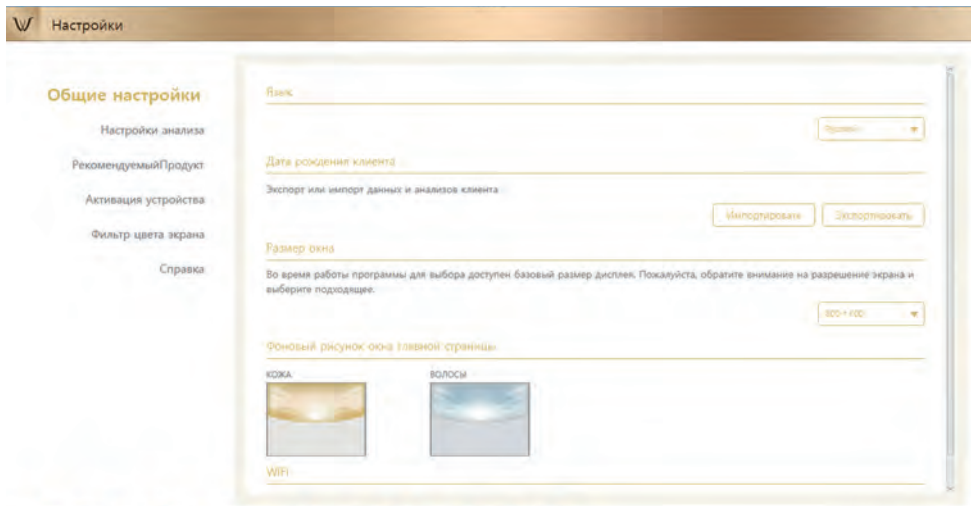 Настройки
Общие настройки
Настройки анализа
РекомендуемыйПродукт
Активация устройства
Фильтр цвета экрана
Справка
Язык
Русский
Дата рождения клиента
Экспорт или импорт данных и анализов клиента
Импортировать
Экспортировать
Размер окна
Во время работы программы для выбора доступен базовый размер дисплея. Пожалуйста, обратите внимание на разрешение экрана и
выберите подходящее.
Фоновый рисунок окна главной страницы
КОЖА
ВОЛОСЫ
WIFI